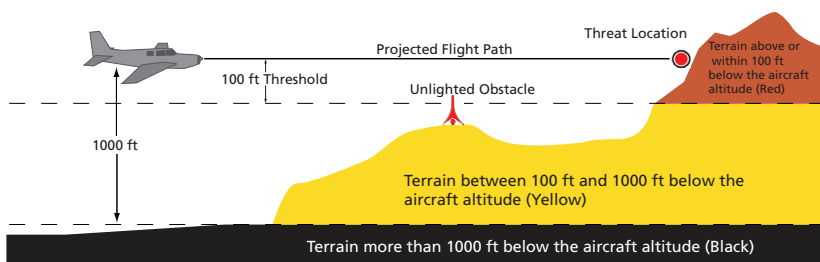 Threat Location
Projected Flight Path
Terrain above or
within 100 ft
below the aircraft
altitude (Red)
100 ft Threshold
Unlighted Obstacle
1000 ft
Terrain between 100 ft and 1000 ft below the
aircraft altitude (Yellow)
Terrain more than 1000 ft below the aircraft altitude (Black)